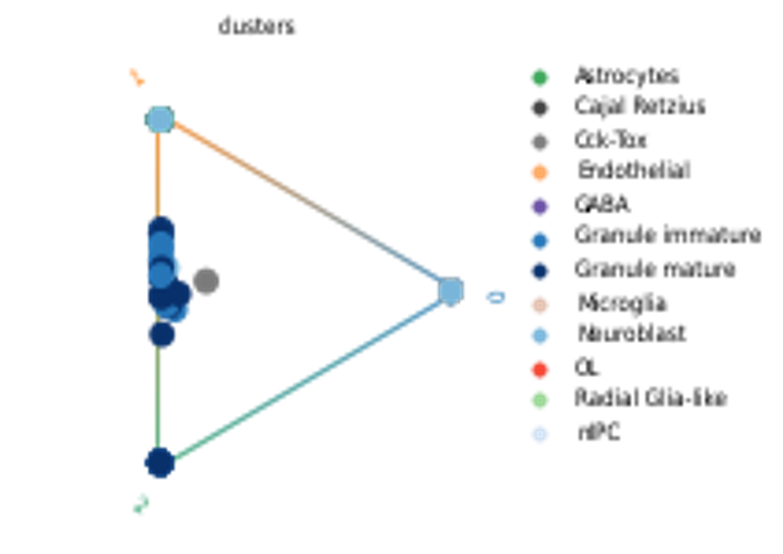 clusters
Astrocytes
Cajal Retzius
Cck-Tox
Endothelial
GABA
Granule immature
Granule mature
Microglia
Neuroblast
0
OL
Radial Glia-like
nIPC
2